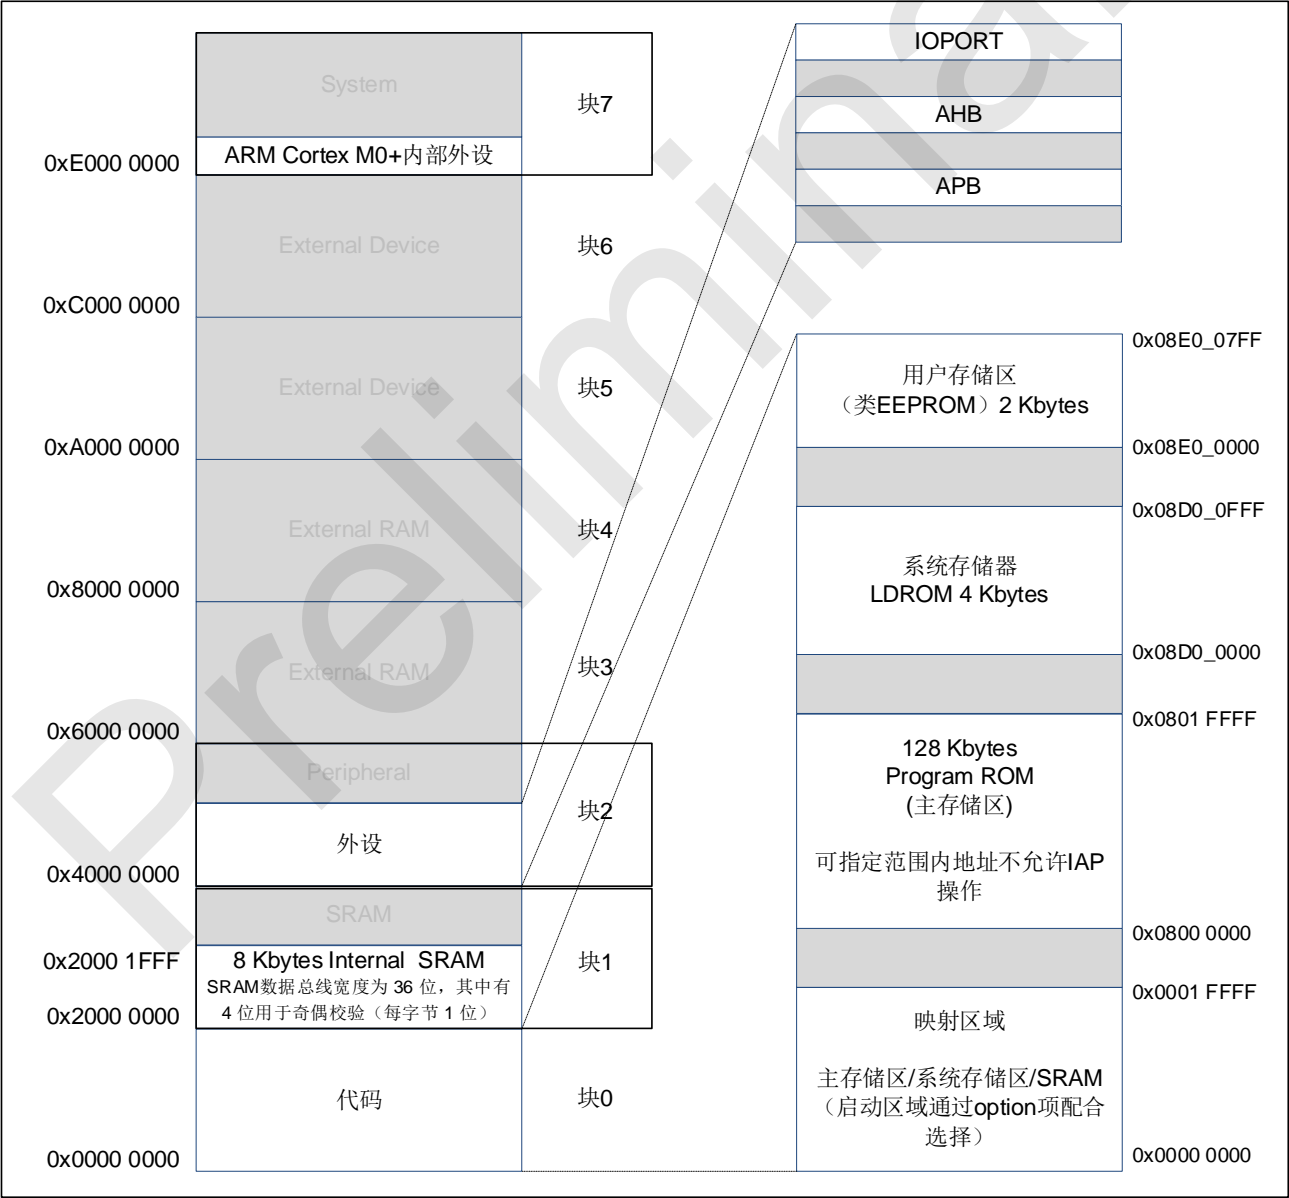 System
块7
0xE000 0000
ARM Cortex M0+内部外设
External Device
块6
0xC000 0000
External Device
块5
0xA000 0000
External RAM
块4
0x8000 0000
External RAM
块3
0x6000 0000
Peripheral
块2
外设
0x4000 0000
SRAM
0x2000 1FFF
8 Kbytes Internal SRAM
SRAM数据总线宽度为 36 位，其中有
4 位用于奇偶校验（每字节 1 位）
块1
0x2000 0000
代码
块0
0x0000 0000
IOPORT
AHB
APB
0x08E0_07FF
用户存储区
（类EEPROM）2 Kbytes
0x08E0_0000
0x08D0_0FFF
系统存储器
LDROM 4 Kbytes
0x08D0_0000
0x0801 FFFF
128 Kbytes
Program ROM
(主存储区)
可指定范围内地址不允许IAP
操作
0x0800 0000
0x0001 FFFF
映射区域
主存储区/系统存储区/SRAM
（启动区域通过option项配合
选择）
0x0000 0000
Prelimina